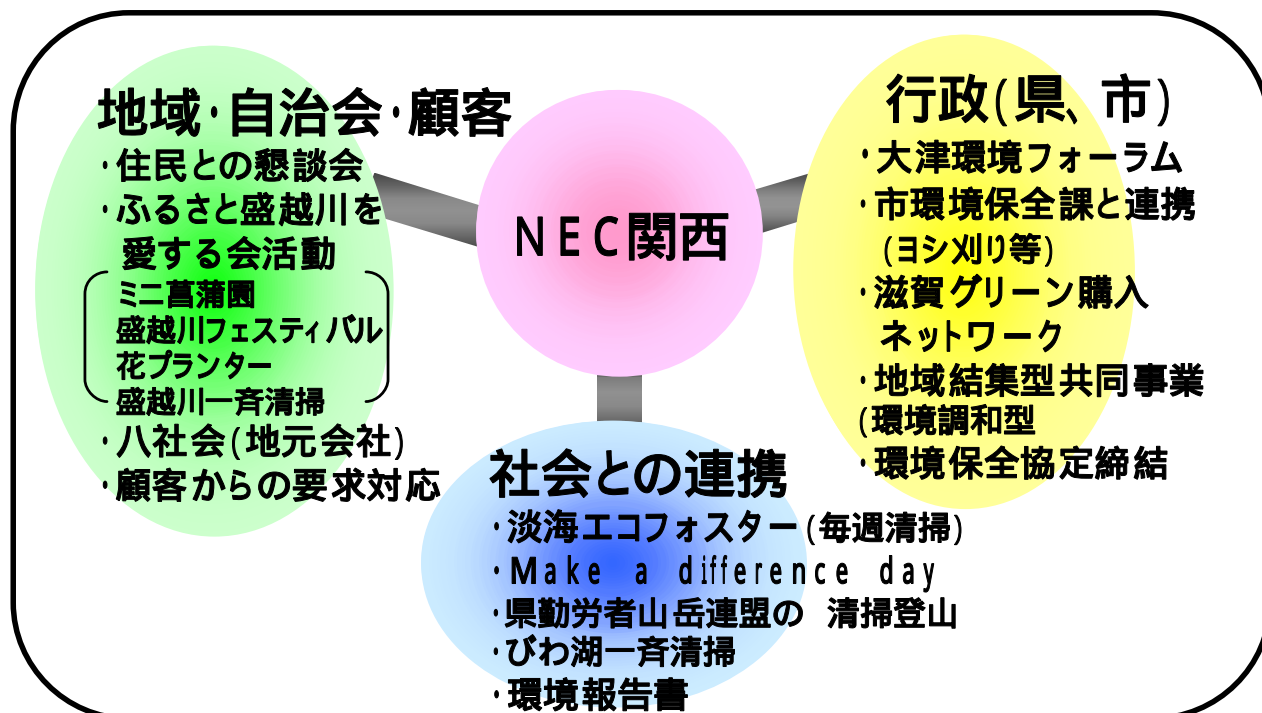 地域・自治会・顧客
・住民との懇談会
・ふるさと盛越川を
愛する会活動
ミニ菖蒲園
盛越川フェスティバル
花プランター
盛越川一斉清掃
・八社会(地元会社)
・顧客からの要求対応
NEC関西
行政(県、市)
・大津環境フォーラム
・市環境保全課と連携
(ヨシ刈り等)
・滋賀グリーン購入
ネットワーク
・地域結集型共同事業
(環境調和型
・環境保全協定締結
社会との連携
・淡海エコフォスター(毎週清掃)
・Make a difference day
・県勤労者山岳連盟の 清掃登山
・びわ湖一斉清掃
・環境報告書